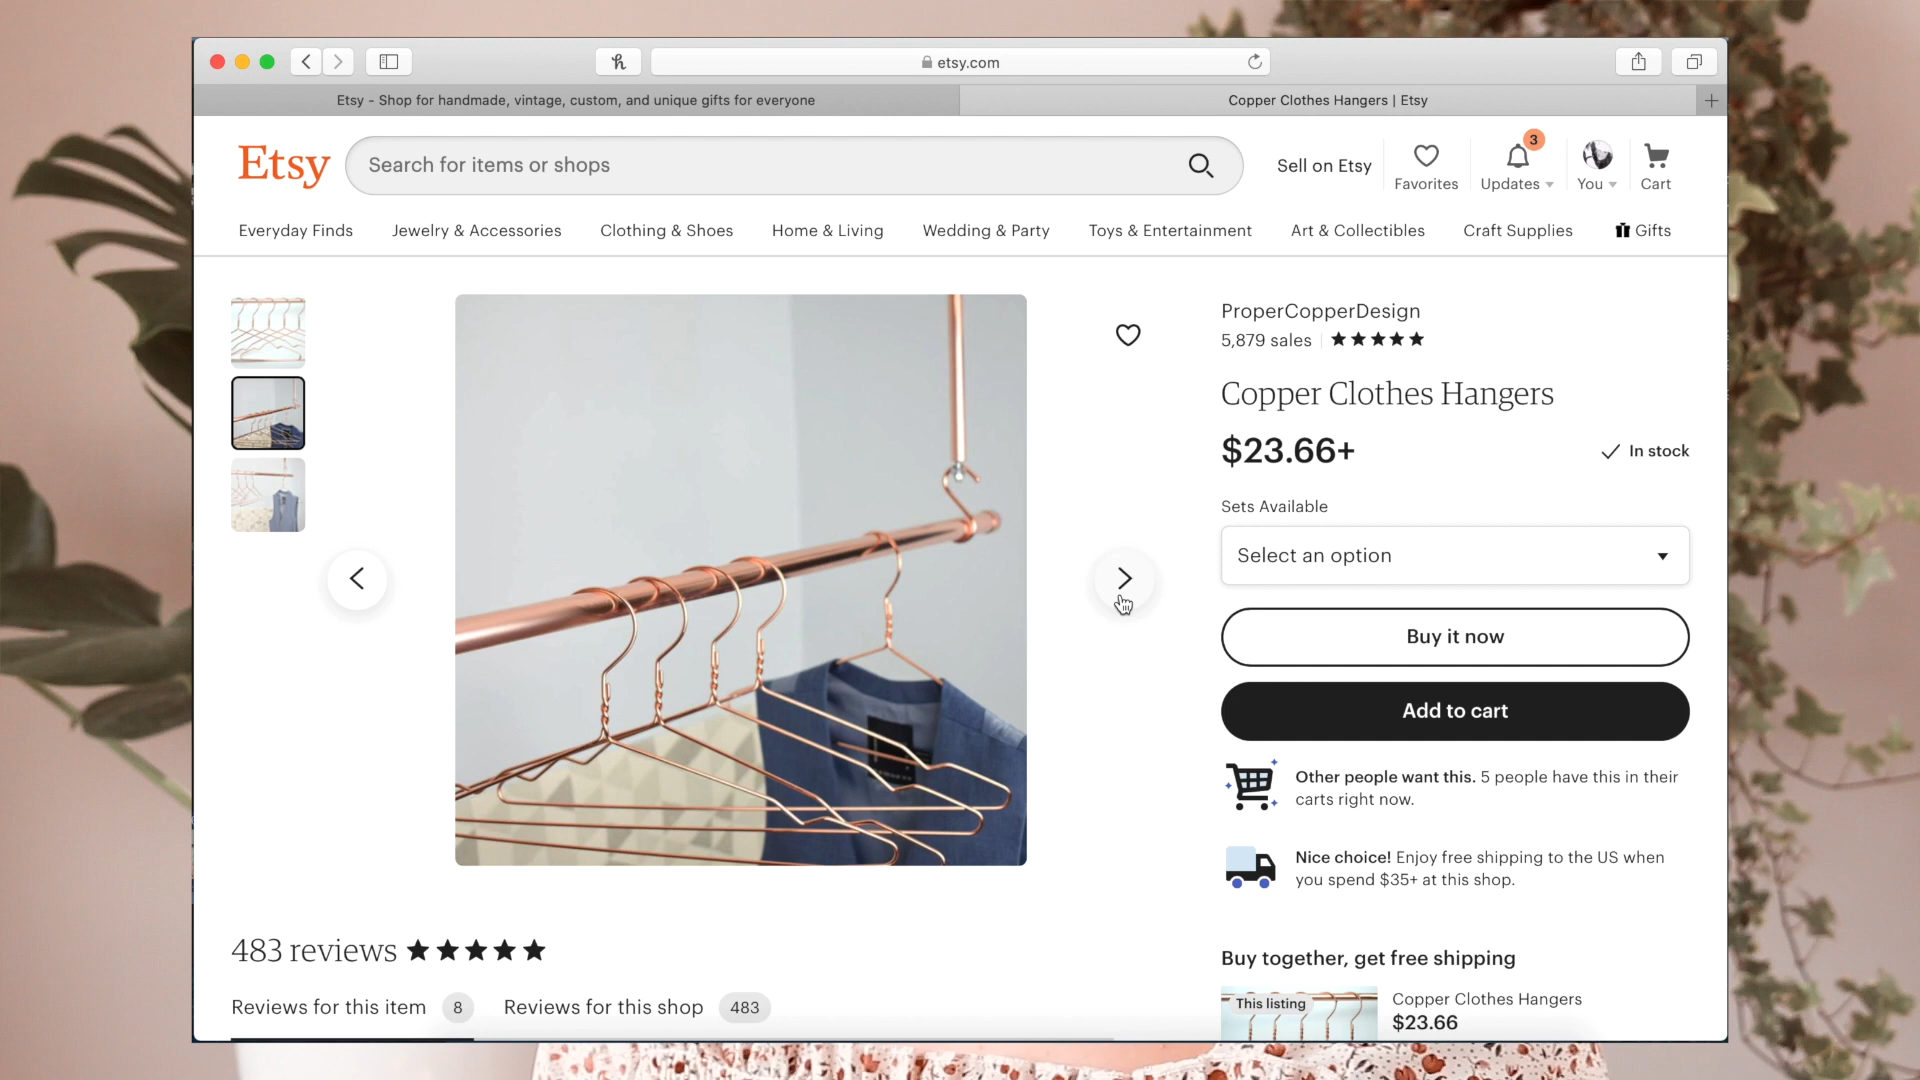 etsy.com
Etsy - Shop for handmade, vintage, custom, and unique gifts for everyone
Copper Clothes Hangers | Etsy
Etsy
Search for items or shops
Sell on Etsy
Favorites
3
Updates
You
Cart
Everyday Finds
Jewelry & Accessories
Clothing & Shoes
Home & Living
Wedding & Party
Toys & Entertainment
Art & Collectibles
Craft Supplies
Gifts
ProperCopperDesign
5,879 sales
Copper Clothes Hangers
$23.66+
In stock
Sets Available
Select an option
Buy it now
Add to cart
Other people want this. 5 people have this in their
carts right now.
Nice choice! Enjoy free shipping to the US when
you spend $35+ at this shop.
483 reviews
Reviews for this item 8
Reviews for this shop 483
Buy together, get free shipping
This listing
Copper Clothes Hangers
$23.66